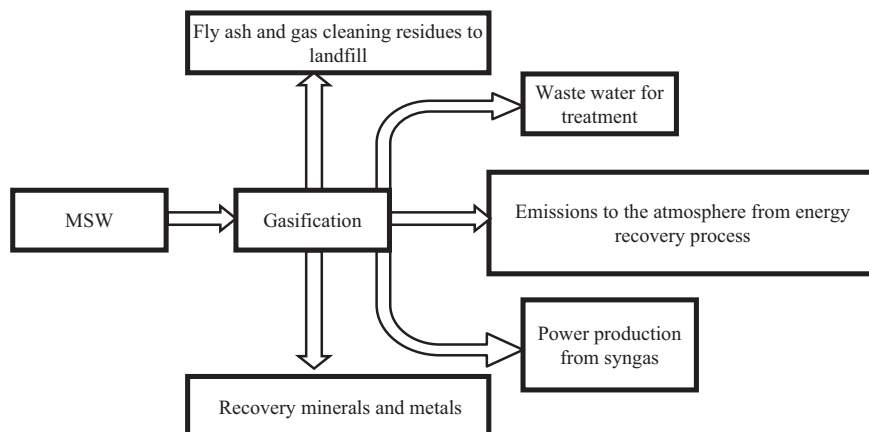 Fly ash and gas cleaning residues to
landfill
Waste water for
treatment
MSW
Gasification
Emissions to the atmosphere from energy
recovery process
Power production
from syngas
Recovery minerals and metals